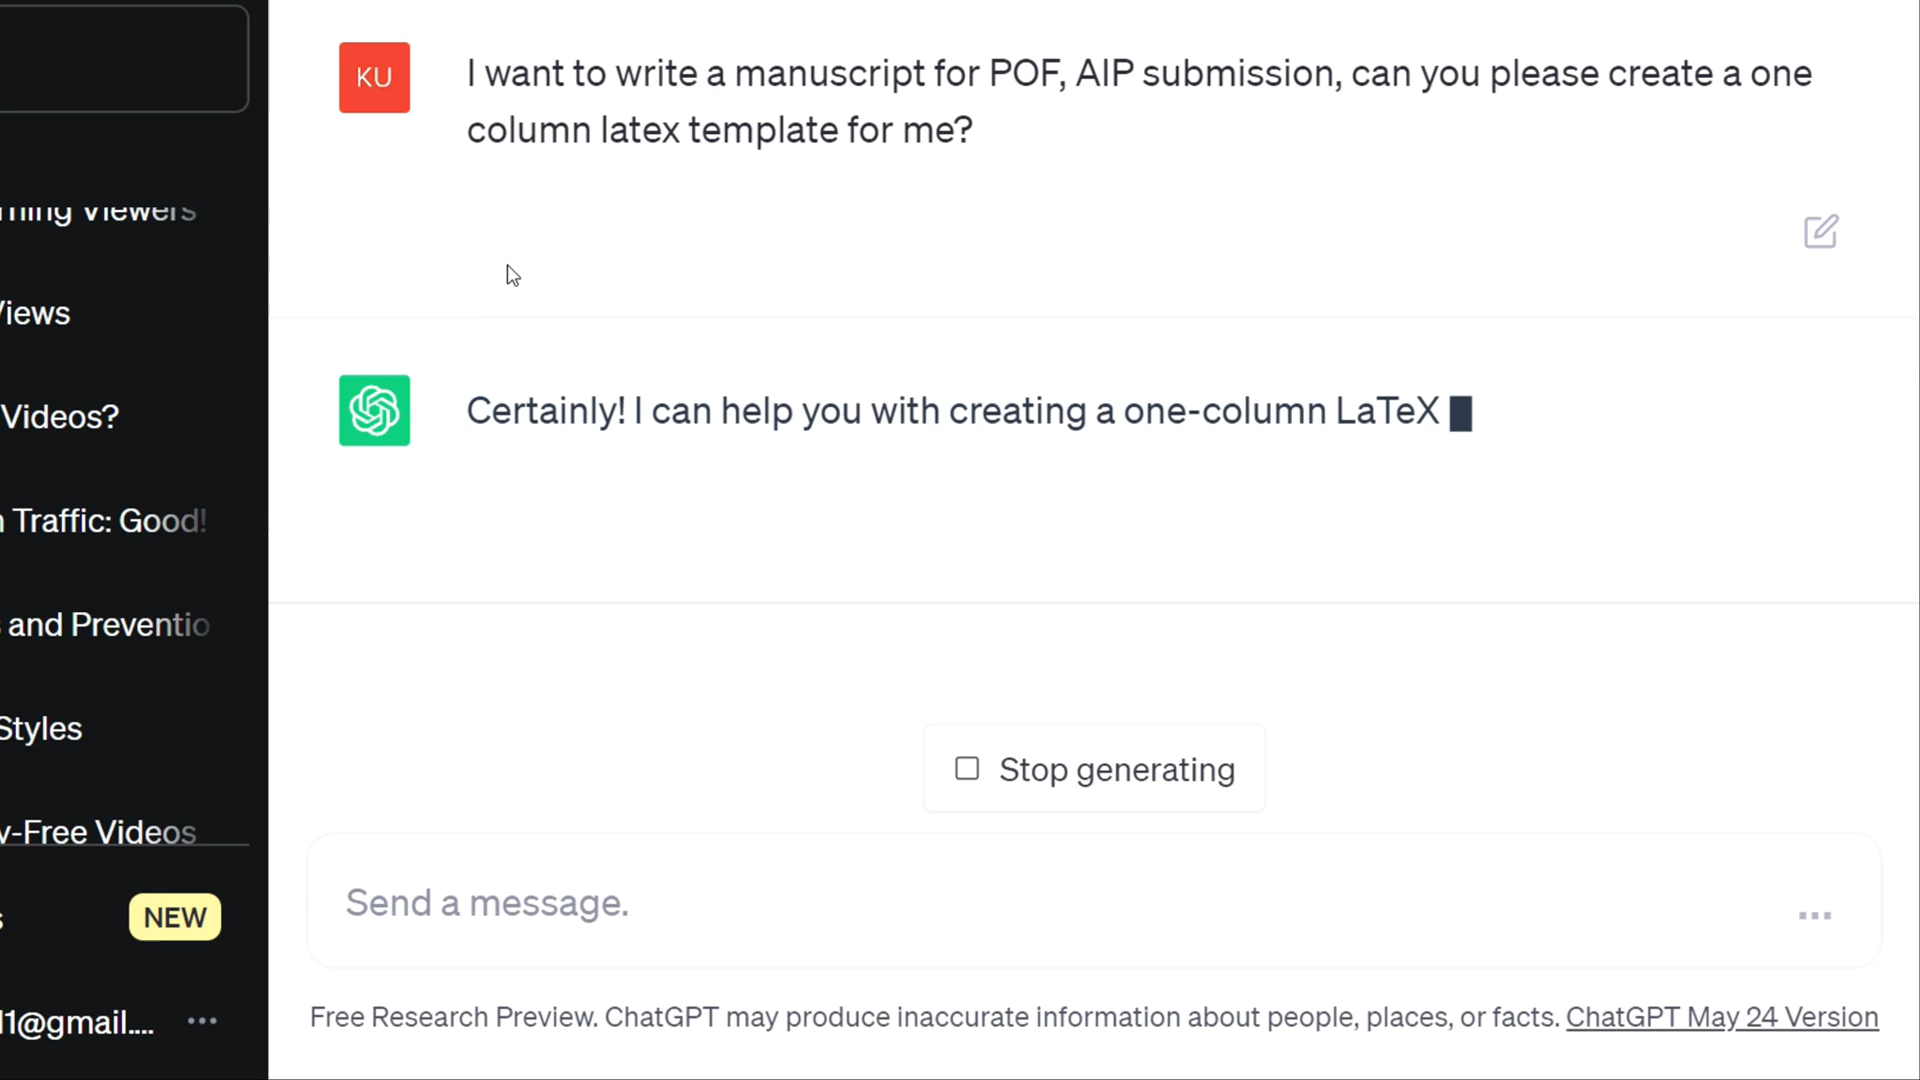 KU
I want to write a manuscript for POF, AIP submission, can you please create a one
column latex template for me?
Viewers
Views
Videos?
Traffic: Good!
and Preventio
Certainly! I can help you with creating a one-column LaTeX
Styles
Stop generating
-Free Videos
Send a message.
...
NEW
1@gmail.... ...
Free Research Preview. ChatGPT may produce inaccurate information about people, places, or facts. ChatGPT May 24 Version